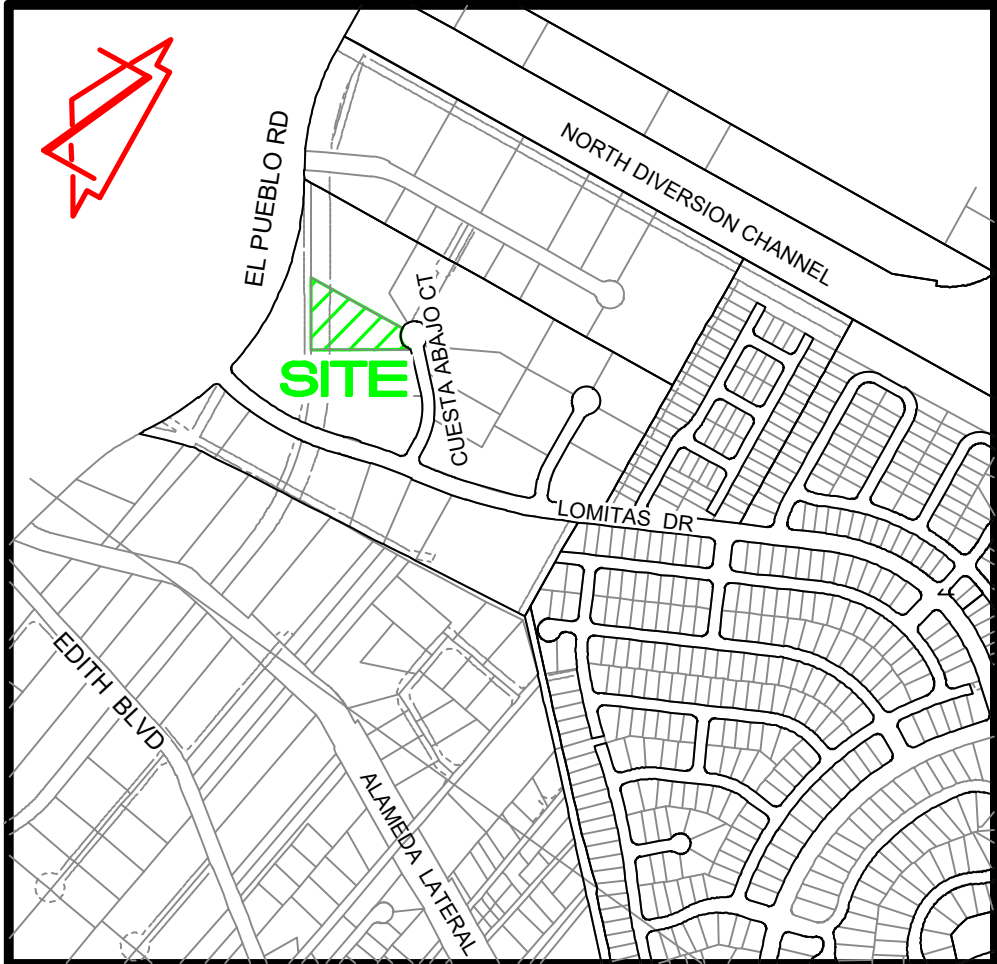 NORTH DIVERSION CHANNEL
EL PUEBLO RD
CUESTA ABAJO CT
SITE
LOMITAS DR
EDITH BLVD
ALAMEDA LATERAL